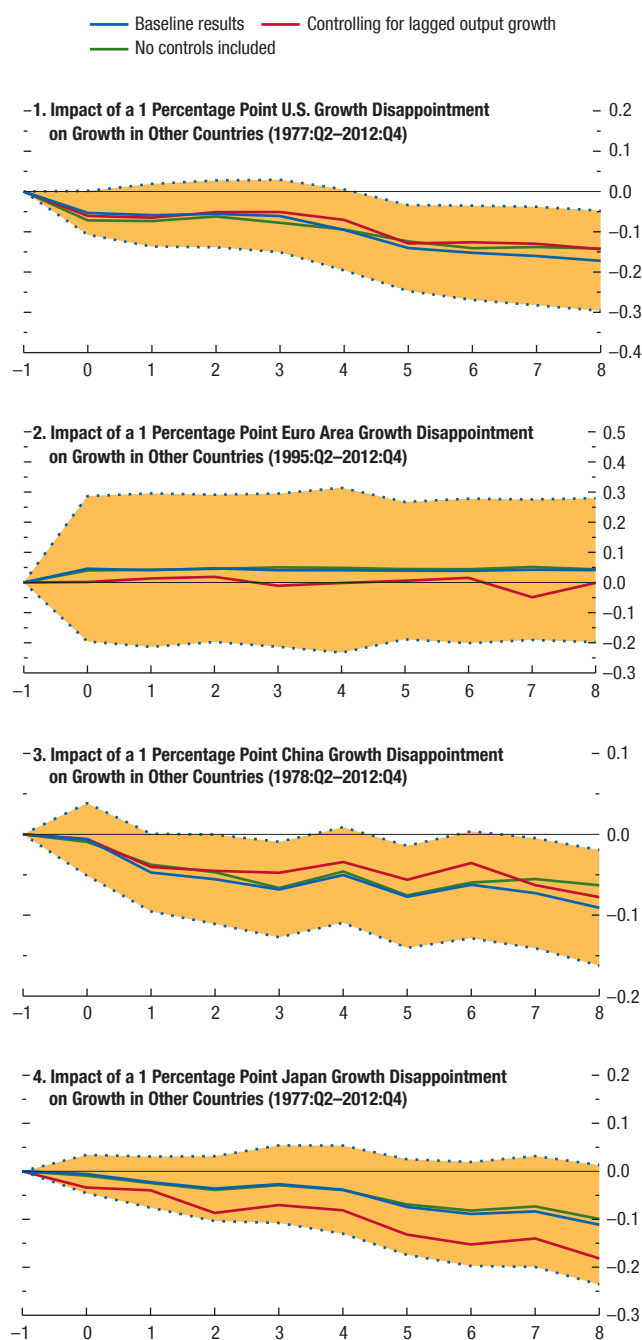 Baseline results
Controlling for lagged output growth
No controls included
1. Impact of a 1 Percentage Point U.S. Growth Disappointment
on Growth in Other Countries (1977:Q2–2012:Q4)
0.2
0.1
0.0
–0.1
–0.2
–0.3
–0.4
–1 0 1 2 3 4 5 6 7 8
2. Impact of a 1 Percentage Point Euro Area Growth Disappointment
on Growth in Other Countries (1995:Q2–2012:Q4)
0.5
0.4
0.3
0.2
0.1
0.0
–0.1
–0.2
–0.3
–1 0 1 2 3 4 5 6 7 8
3. Impact of a 1 Percentage Point China Growth Disappointment
on Growth in Other Countries (1978:Q2–2012:Q4)
0.1
0.0
–0.1
–0.2
–1 0 1 2 3 4 5 6 7 8
4. Impact of a 1 Percentage Point Japan Growth Disappointment
on Growth in Other Countries (1977:Q2–2012:Q4)
0.2
0.1
0.0
–0.1
–0.2
–0.3
–1 0 1 2 3 4 5 6 7 8